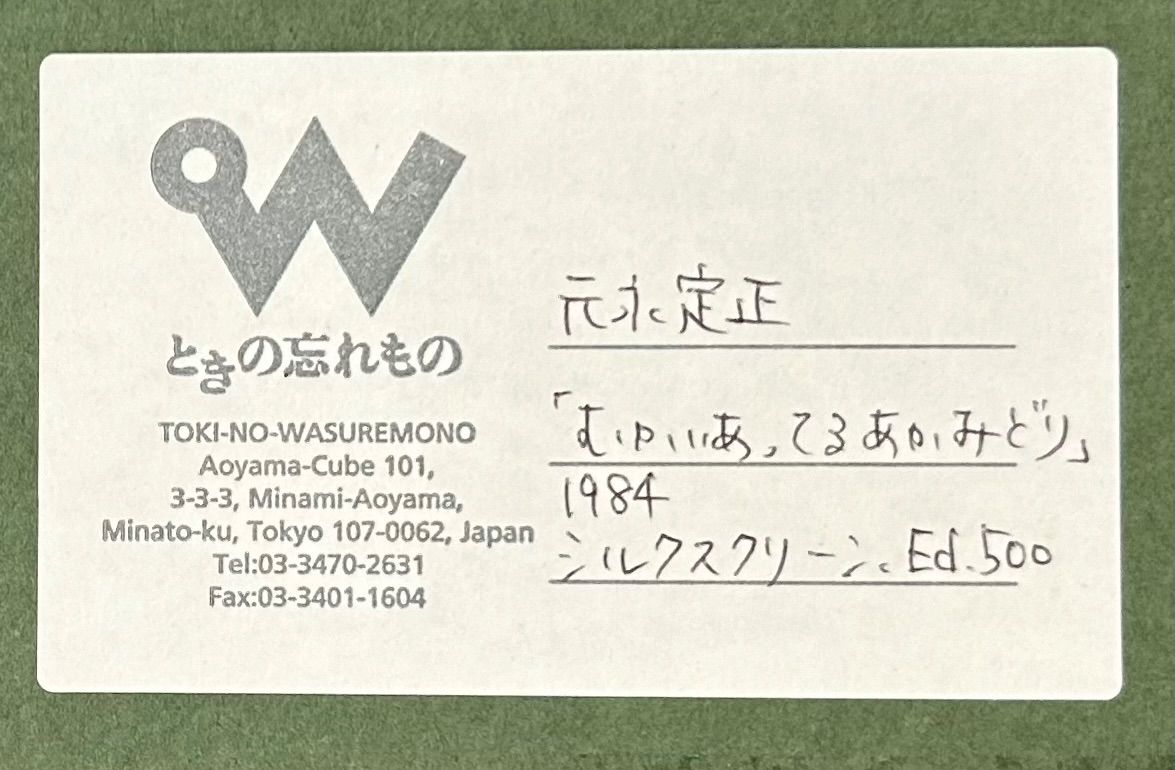 ときの忘れもの
TOKI-NO-WASUREMONO
Aoyama-Cube 101,
3-3-3, Minami-Aoyama,
Minato-ku, Tokyo 107-0062, Japan
Tel:03-3470-2631
Fax:03-3401-1604
元永定正
「むかいあってるあかみどり」
1984
シルクスクリーン、Ed.500